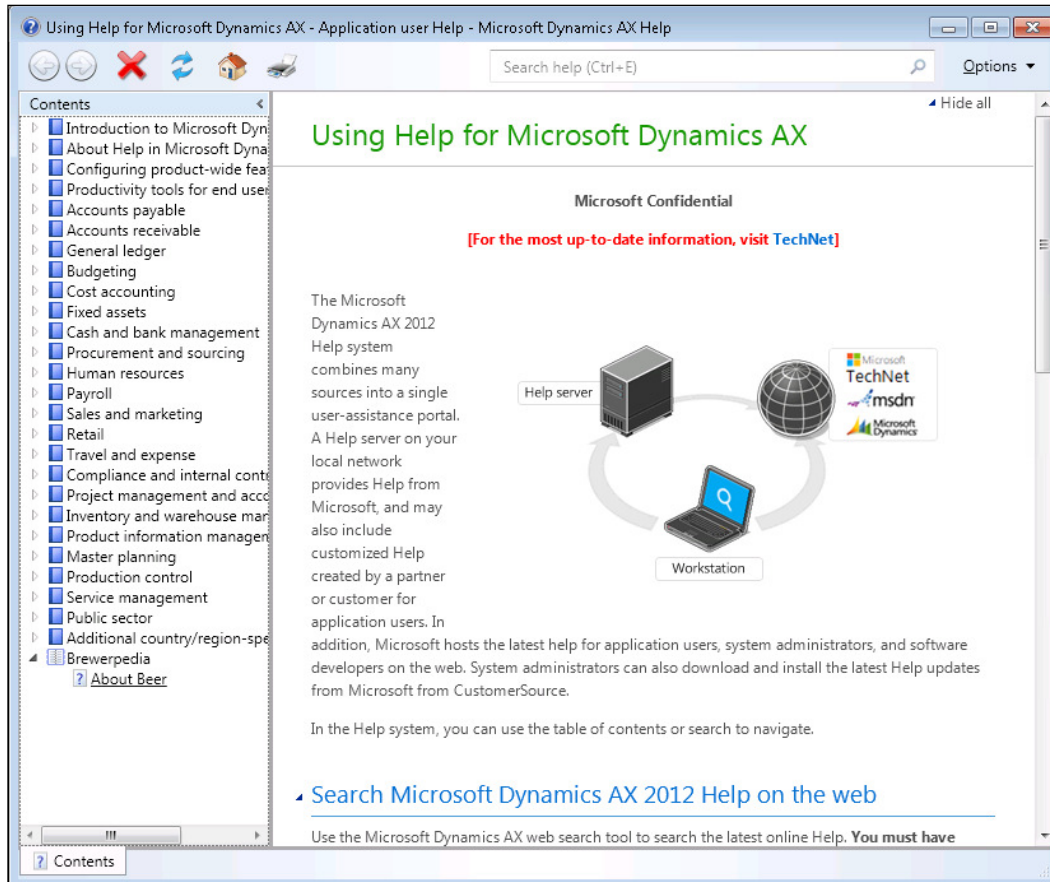 Using Help for Microsoft Dynamics AX - Application user Help - Microsoft Dynamics AX Help
Search help (Ctrl+E)
Options
Contents
Introduction to Microsoft Dyn
About Help in Microsoft Dyna
Configuring product-wide fea
Productivity tools for end user
Accounts payable
Accounts receivable
General ledger
Budgeting
Cost accounting
Fixed assets
Cash and bank management
Procurement and sourcing
Human resources
Payroll
Sales and marketing
Retail
Travel and expense
Compliance and internal contr
Project management and acco
Inventory and warehouse man
Product information managen
Master planning
Production control
Service management
Public sector
Additional country/region-spe
Brewerpedia
About Beer
Hide all
Using Help for Microsoft Dynamics AX
Microsoft Confidential
[For the most up-to-date information, visit TechNet]
The Microsoft
Dynamics AX 2012
Help system
combines many
sources into a single
user-assistance portal.
A Help server on your
local network
provides Help from
Microsoft, and may
also include
customized Help
created by a partner
or customer for
application users. In
addition, Microsoft hosts the latest help for application users, system administrators, and software
developers on the web. System administrators can also download and install the latest Help updates
from Microsoft from CustomerSource.
Help server
Microsoft
TechNet
msdn
Microsoft
Dynamics
Workstation
In the Help system, you can use the table of contents or search to navigate.
Search Microsoft Dynamics AX 2012 Help on the web
Use the Microsoft Dynamics AX web search tool to search the latest online Help. You must have
Contents